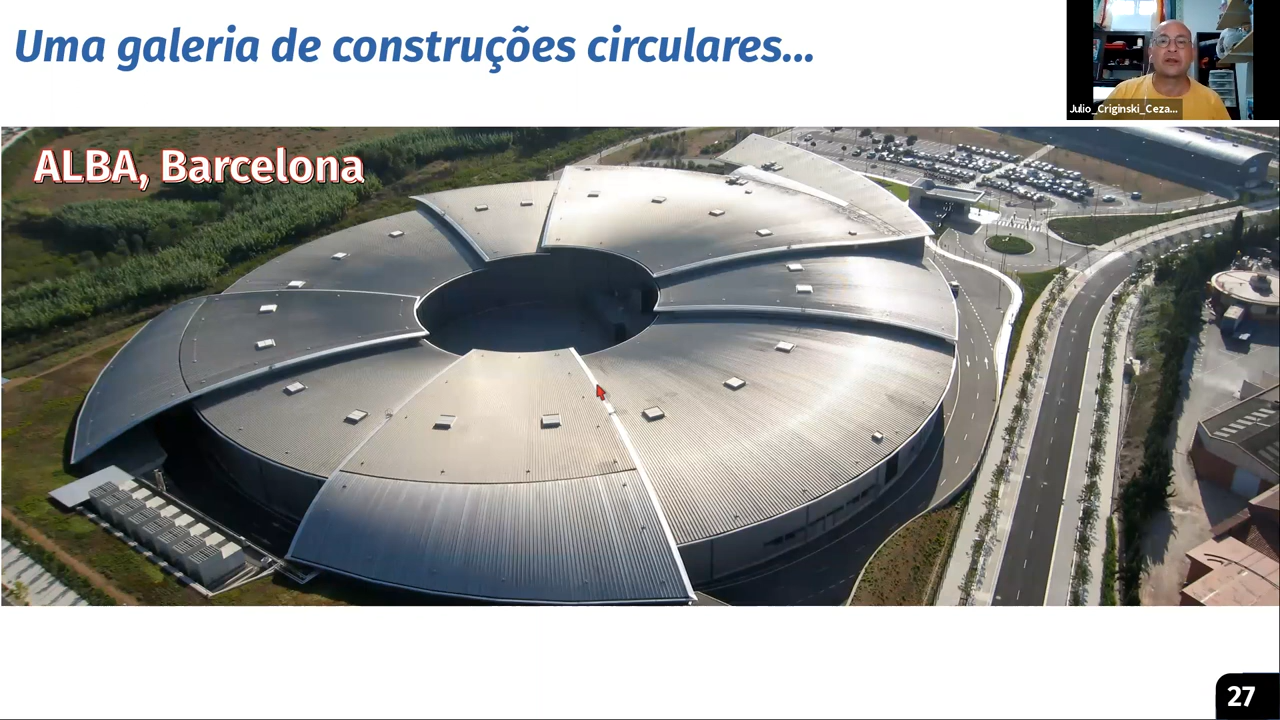 Uma galeria de construções circulares...
Julio_Criginski_Ceza...
ALBA, Barcelona
27